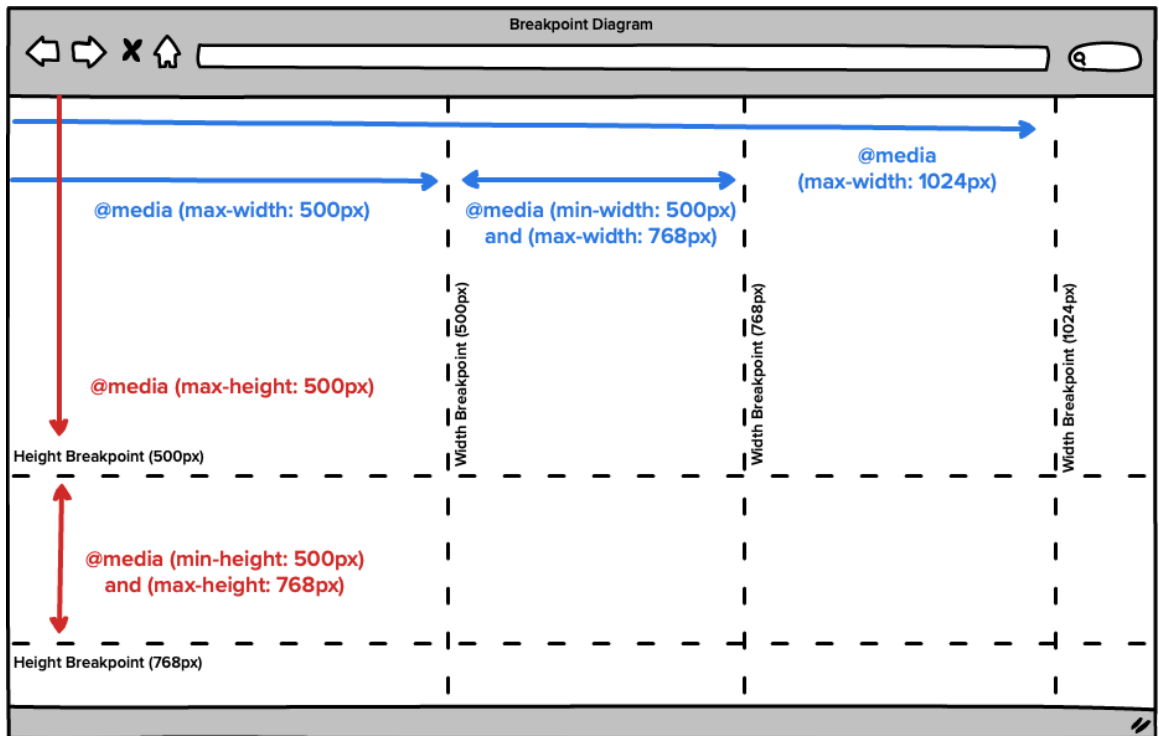 Breakpoint Diagram
@media
(max-width: 1024px)
@media (max-width: 500px)
@media (min-width: 500px)
and (max-width: 768px)
Width Breakpoint (500px)
Width Breakpoint (768px)
Width Breakpoint (1024px)
@media (max-height: 500px)
Height Breakpoint (500px)
@media (min-height: 500px)
and (max-height: 768px)
Height Breakpoint (768px)